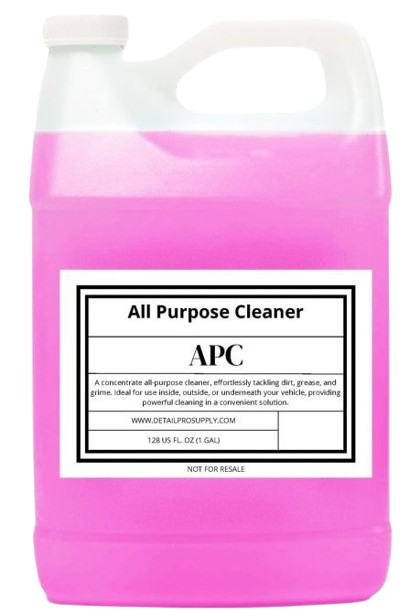 All Purpose Cleaner
APC
A concentrate all-purpose cleaner, effortlessly tackling dirt, grease, and
grime. Ideal for use inside, outside, or underneath your vehicle, providing
powerful cleaning in a convenient solution.
WWW.DETAILPROSUPPLY.COM
128 US FL. OZ (1 GAL)
NOT FOR RESALE